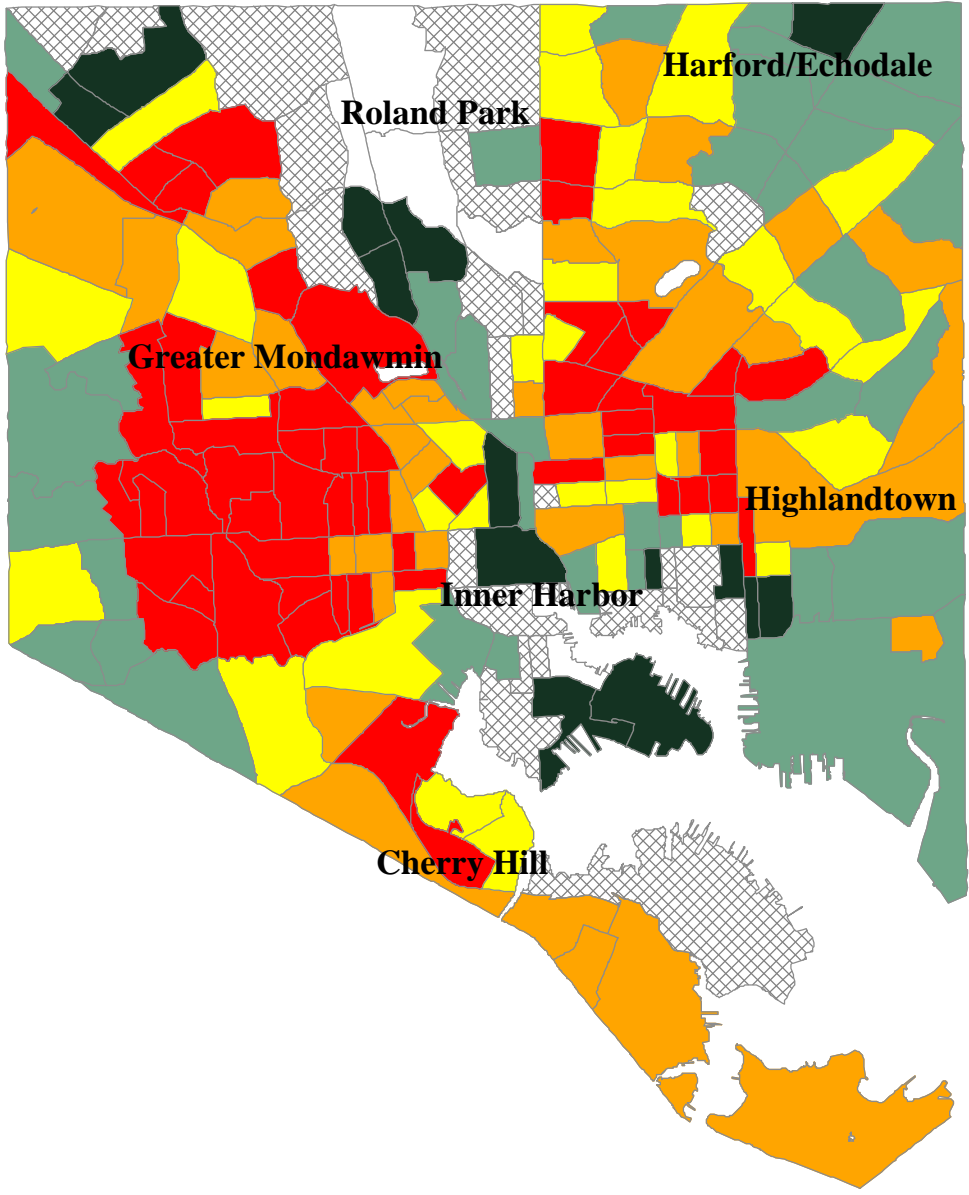 Harford/Echodale
Roland Park
Greater Mondawmin
Highlandtown
Inner Harbor
Cherry Hill